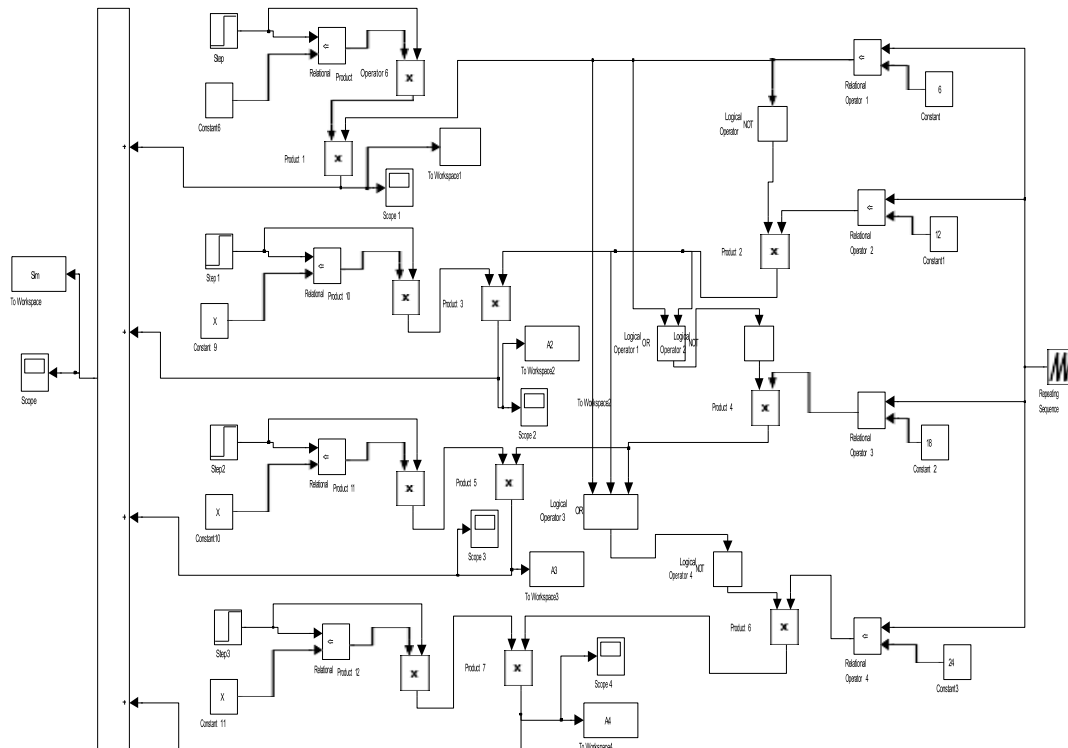 Step
Relational Product Operator 6
Constant6
Product 1
To Workspace1
Scope 1
Relational
Operator 1
6
Constant
Logical
Operator NOT
Relational
Operator 2
12
Constant1
Product 2
Step 1
Relational Product 10
X
Constant 9
Product 3
Sim
To Workspace
Scope
A2
To Workspace2
Scope 2
Logical
Operator 1 OR
Logical
Operator 2 NOT
To Workspace2
Product 4
Relational
Operator 3
18
Constant 2
Repeating
Sequence
Step2
Relational Product 11
X
Constant10
Product 5
Scope 3
A3
To Workspace3
Logical
Operator 3 OR
Logical
Operator 4 NOT
Product 6
Relational
Operator 4
24
Constant3
Step3
Relational Product 12
X
Constant 11
Product 7
Scope 4
A4
To Workspace4